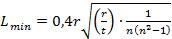 L_min = 0,4r√((r/t) · 1/(n(n²−1)))